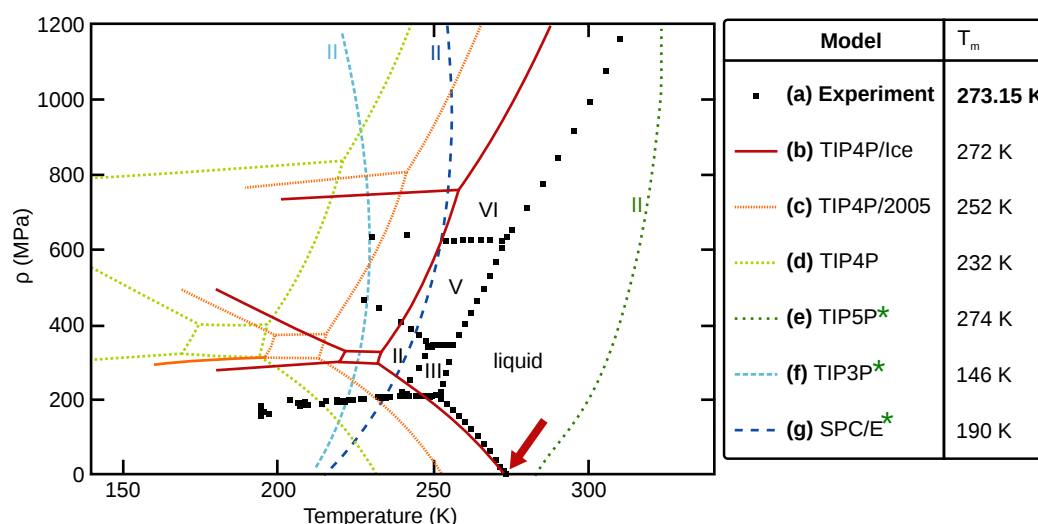 1200
1000
800
600
400
200
0
150
200
250
300
Temperature (K)
ρ (MPa)
II
II
II
VI
V
II
III
liquid
Model T_m
(a) Experiment 273.15 K
(b) TIP4P/Ice 272 K
(c) TIP4P/2005 252 K
(d) TIP4P 232 K
(e) TIP5P* 274 K
(f) TIP3P* 146 K
(g) SPC/E* 190 K